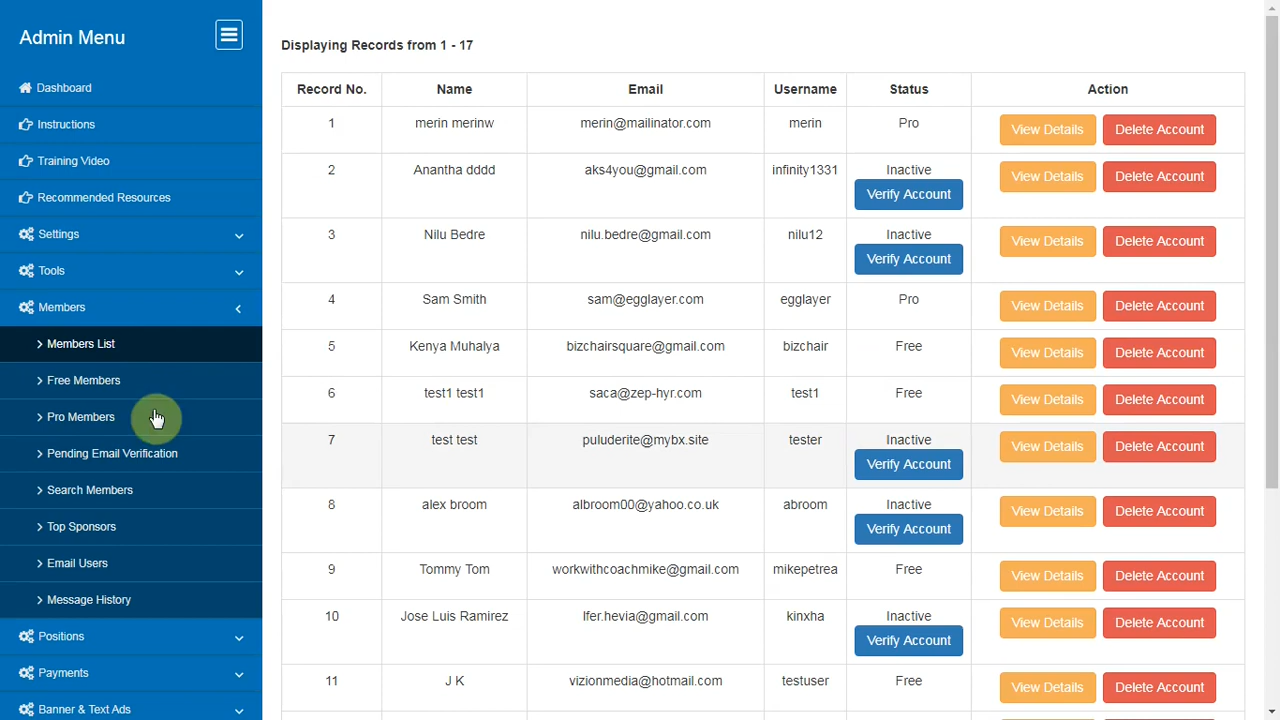 Admin Menu
Dashboard
Instructions
Training Video
Recommended Resources
Settings
Tools
Members
Members List
Free Members
Pro Members
Pending Email Verification
Search Members
Top Sponsors
Email Users
Message History
Positions
Payments
Banner & Text Ads
Displaying Records from 1 - 17
Record No. Name Email Username Status Action
1 merin merinw merin@mailinator.com merin Pro View Details Delete Account
2 Anantha dddd aks4you@gmail.com infinity1331 Inactive View Details Delete Account
Verify Account
3 Nilu Bedre nilu.bedre@gmail.com nilu12 Inactive View Details Delete Account
Verify Account
4 Sam Smith sam@egglayer.com egglayer Pro View Details Delete Account
5 Kenya Muhalya bizchairsquare@gmail.com bizchair Free View Details Delete Account
6 test1 test1 saca@zep-hyr.com test1 Free View Details Delete Account
7 test test puluderite@mybx.site tester Inactive View Details Delete Account
Verify Account
8 alex broom albroom00@yahoo.co.uk abroom Inactive View Details Delete Account
Verify Account
9 Tommy Tom workwithcoachmike@gmail.com mikepetrea Free View Details Delete Account
10 Jose Luis Ramirez lfer.hevia@gmail.com kinxha Inactive View Details Delete Account
Verify Account
11 J K vizionmedia@hotmail.com testuser Free View Details Delete Account